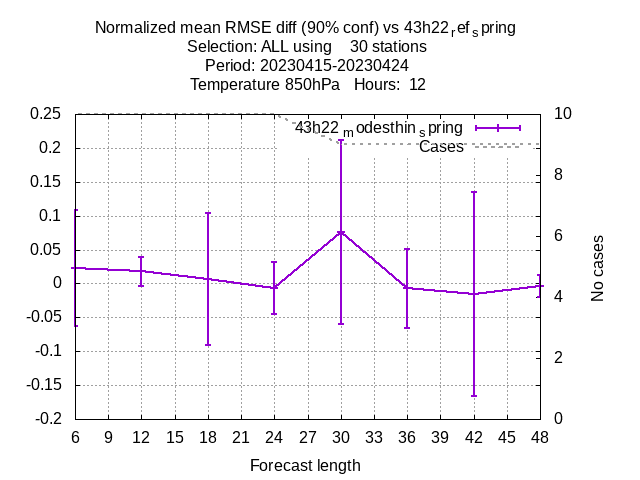 Normalized mean RMSE diff (90% conf) vs 43h22refspring
Selection: ALL using 30 stations
Period: 20230415-20230424
Temperature 850hPa Hours: 12
0.25
0.2
0.15
0.1
0.05
0
-0.05
-0.1
-0.15
-0.2
43h22modesthinspring
Cases
10
8
6
4
2
0
No cases
6 9 12 15 18 21 24 27 30 33 36 39 42 45 48
Forecast length